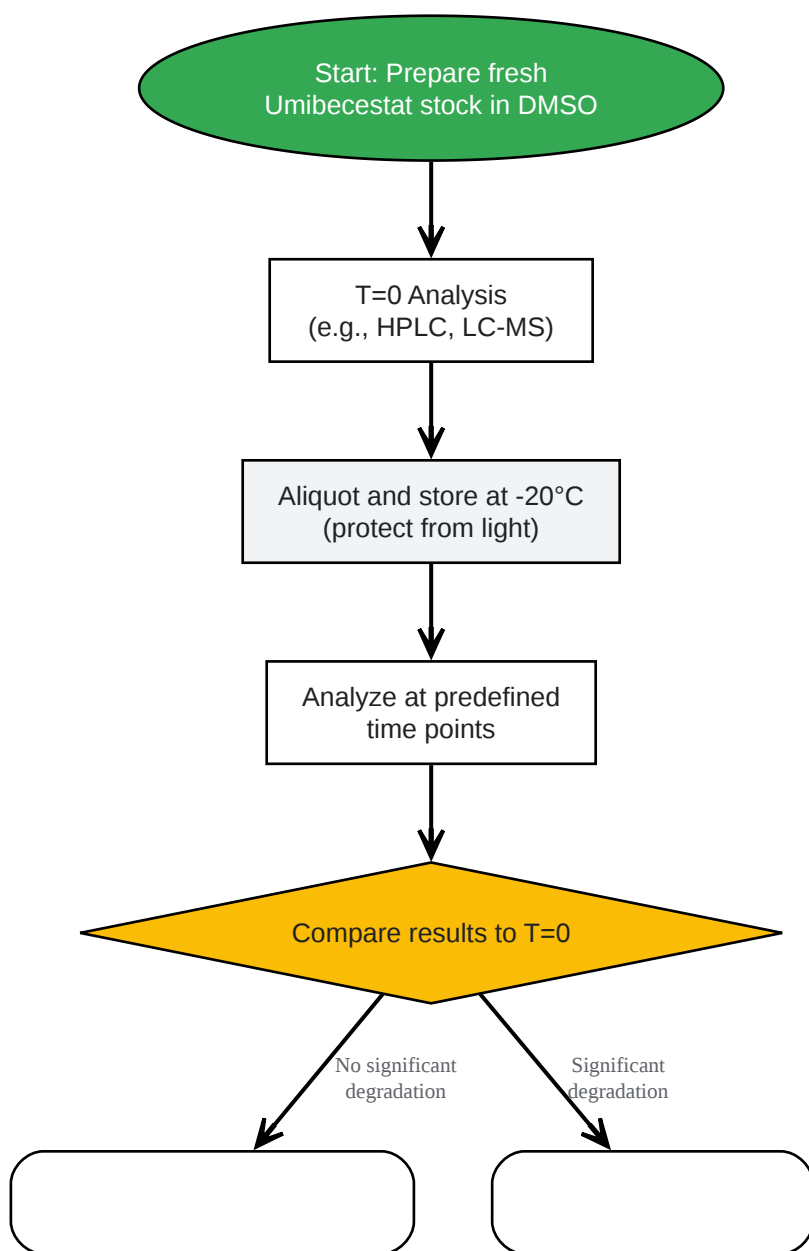 Start: Prepare fresh
Umibecestat stock in DMSO
T=0 Analysis
(e.g., HPLC, LC-MS)
Aliquot and store at -20°C
(protect from light)
Analyze at predefined
time points
Compare results to T=0
No significant
degradation
Significant
degradation